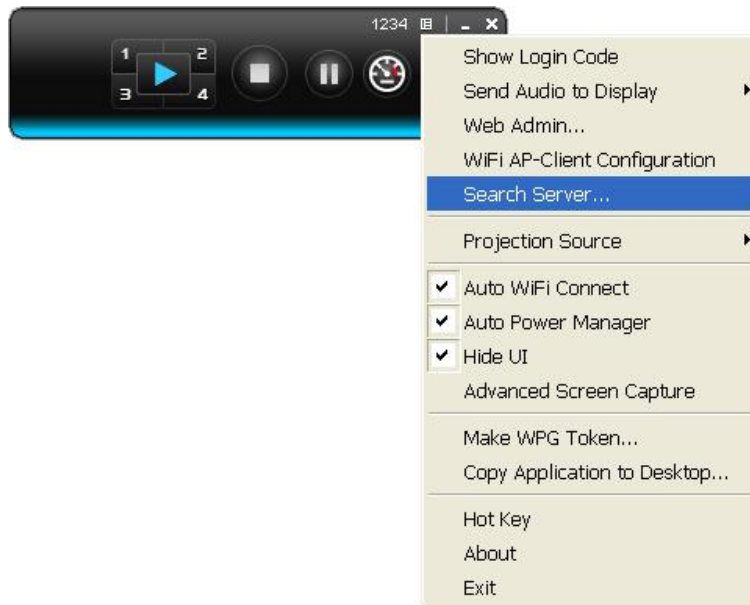 1234
1 2
3 4
Show Login Code
Send Audio to Display
Web Admin...
WiFi AP-Client Configuration
Search Server...
Projection Source
Auto WiFi Connect
Auto Power Manager
Hide UI
Advanced Screen Capture
Make WPG Token...
Copy Application to Desktop...
Hot Key
About
Exit